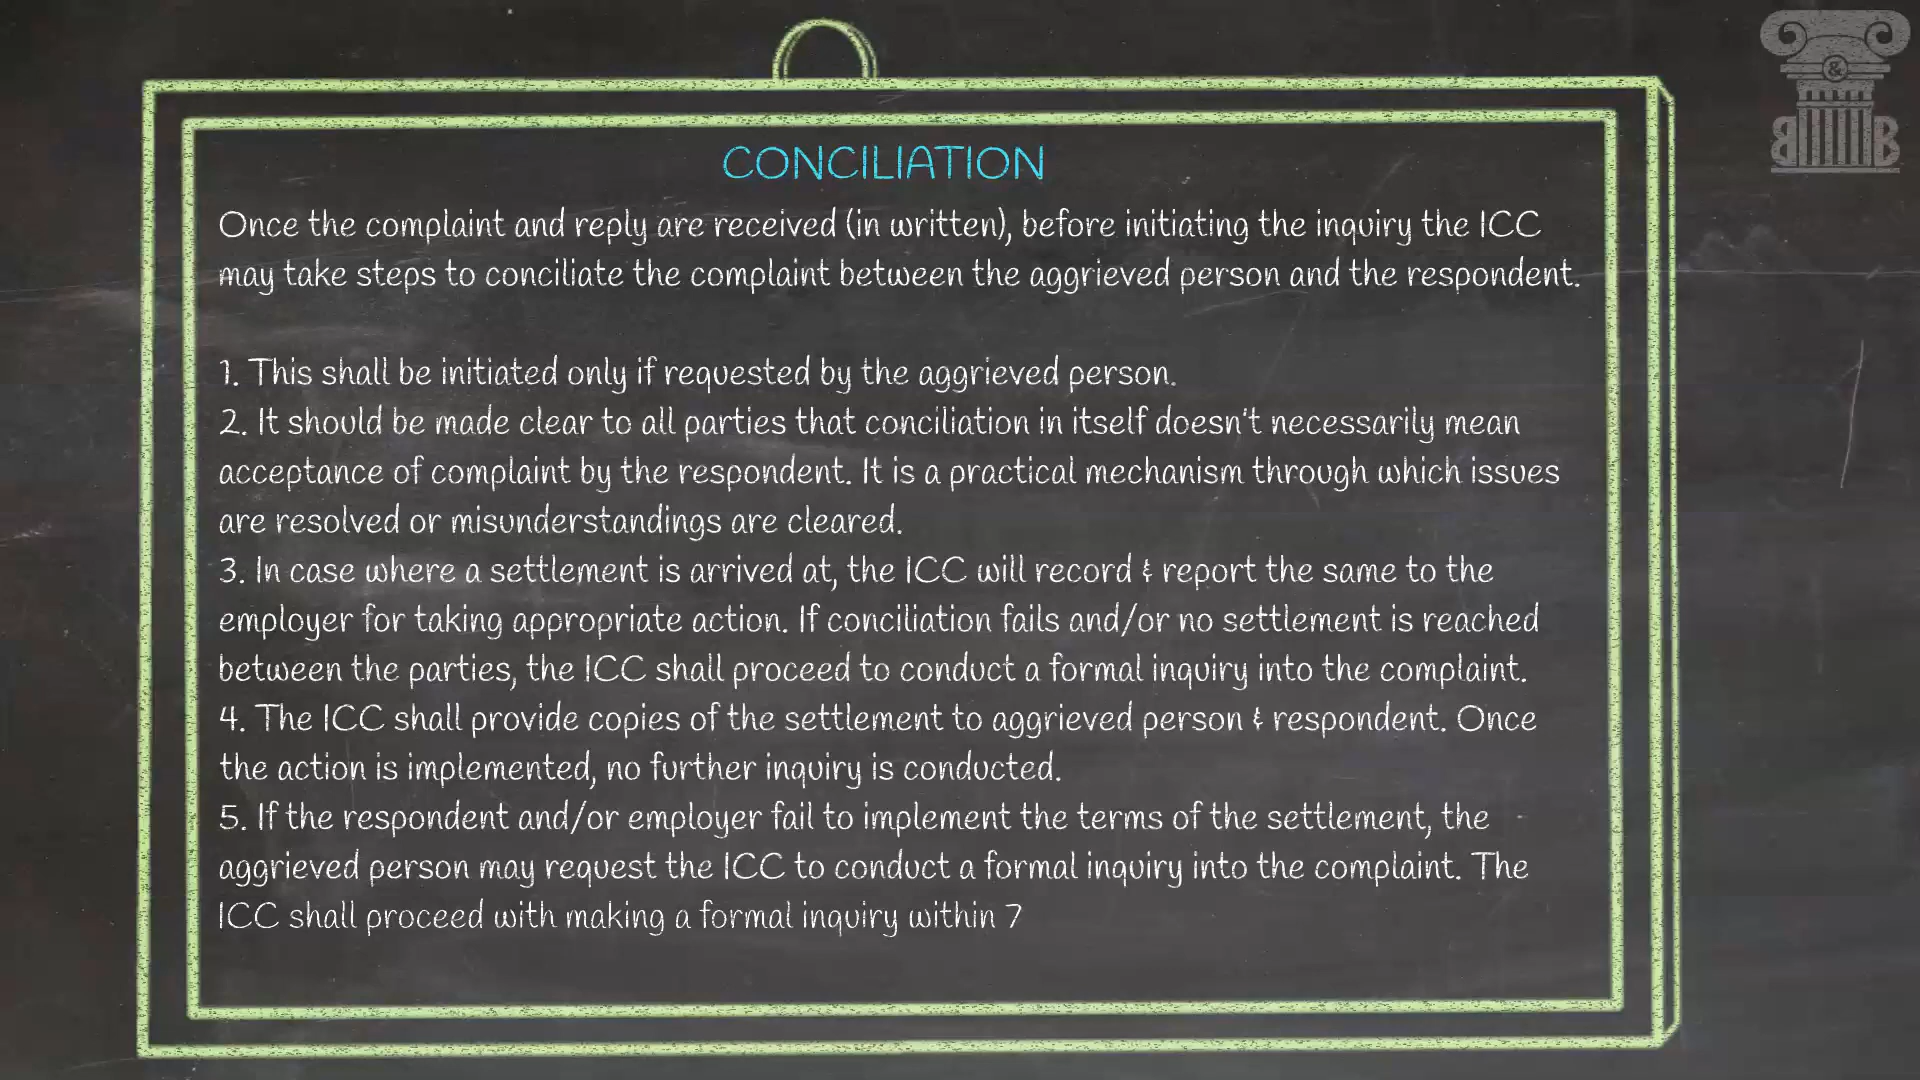 CONCILIATION
Once the complaint and reply are received (in written), before initiating the inquiry the ICC
may take steps to conciliate the complaint between the aggrieved person and the respondent.
1. This shall be initiated only if requested by the aggrieved person.
2. It should be made clear to all parties that conciliation in itself doesn't necessarily mean
acceptance of complaint by the respondent. It is a practical mechanism through which issues
are resolved or misunderstandings are cleared.
3. In case where a settlement is arrived at, the ICC will record & report the same to the
employer for taking appropriate action. If conciliation fails and/or no settlement is reached
between the parties, the ICC shall proceed to conduct a formal inquiry into the complaint.
4. The ICC shall provide copies of the settlement to aggrieved person & respondent. Once
the action is implemented, no further inquiry is conducted.
5. If the respondent and/or employer fail to implement the terms of the settlement, the
aggrieved person may request the ICC to conduct a formal inquiry into the complaint. The
ICC shall proceed with making a formal inquiry within 7
&
B B